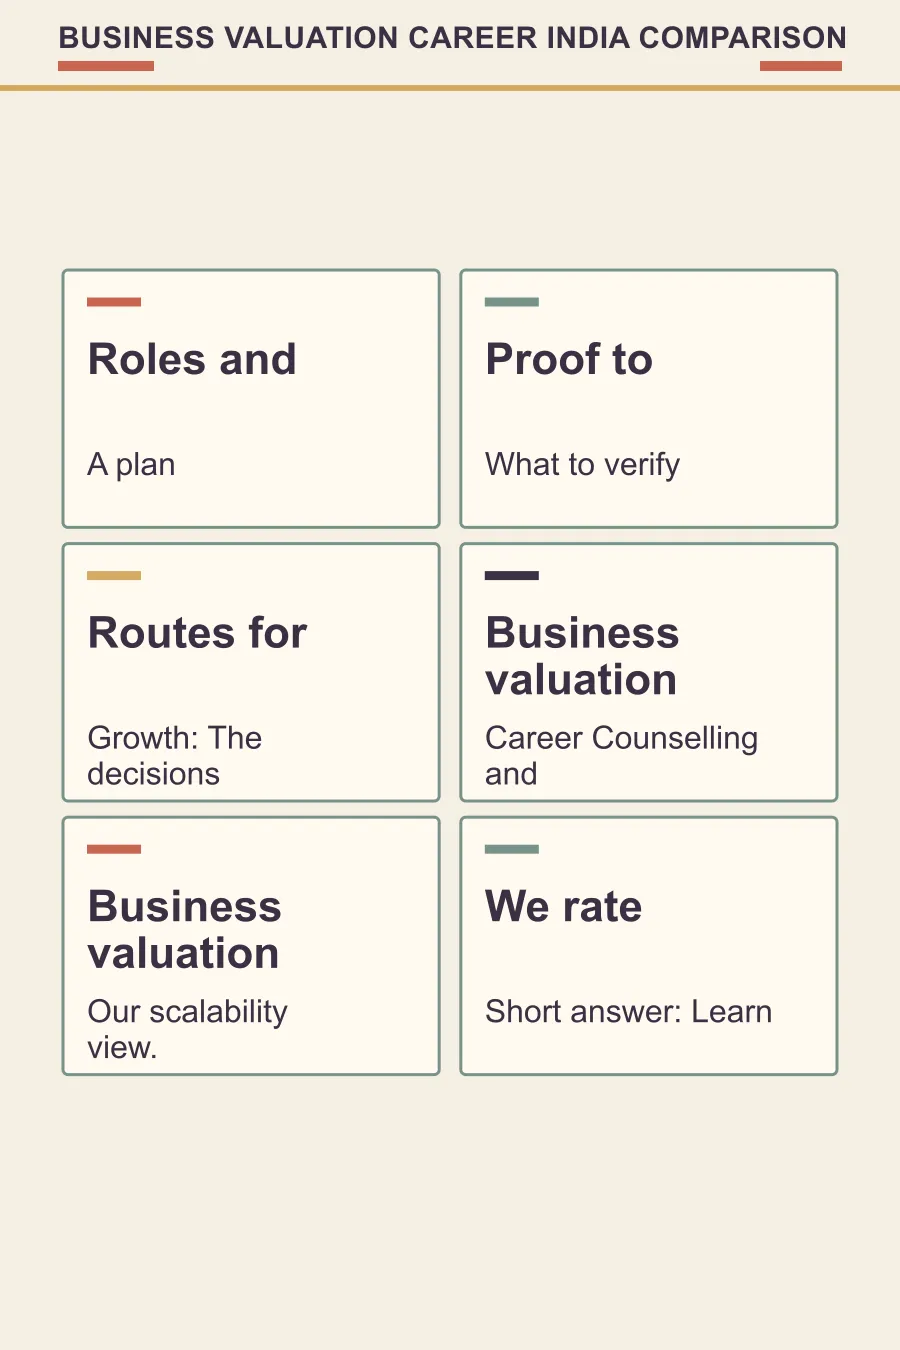 BUSINESS VALUATION CAREER INDIA COMPARISON
Roles and
A plan
Proof to
What to verify
Routes for
Growth: The
decisions
Business
valuation
Career Counselling
and
Business
valuation
Our scalability
view.
We rate
Short answer: Learn